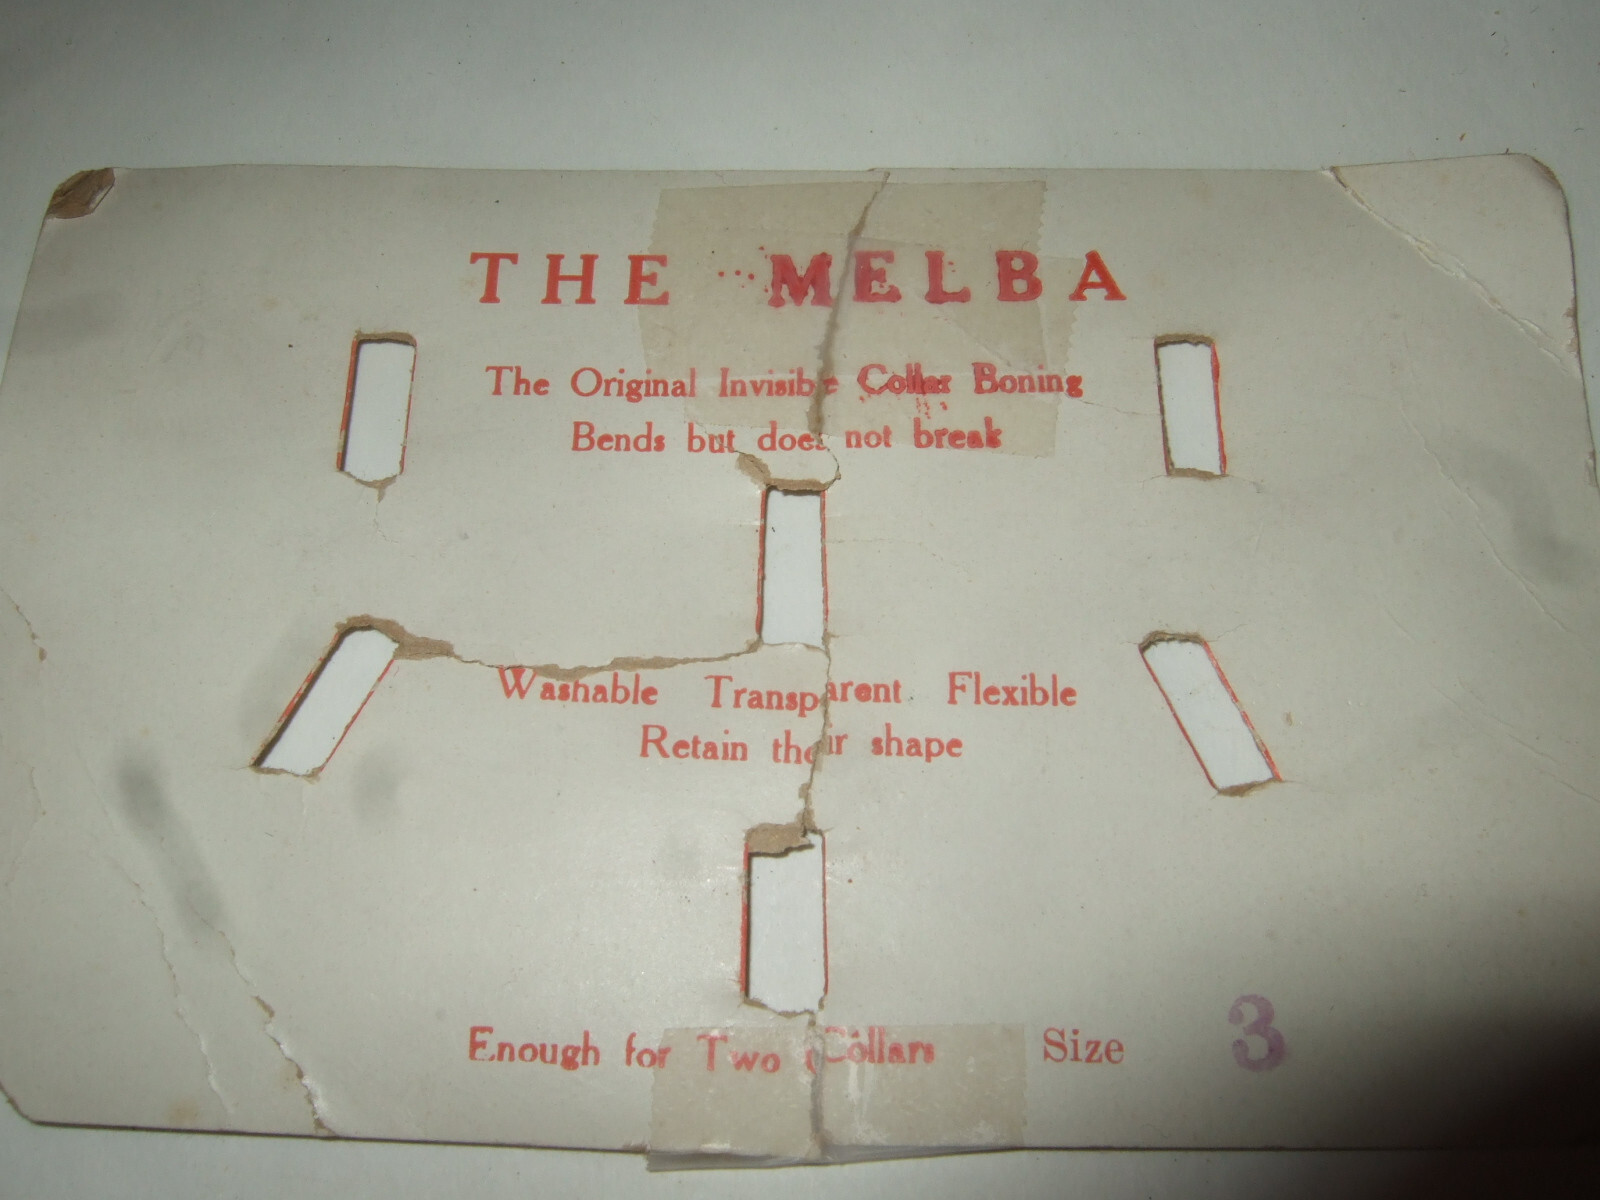 THE MELBA
The Original Invisible Collar Boning
Bends but does not break
Washable Transparent Flexible
Retain their shape
Enough for Two Collars Size 3